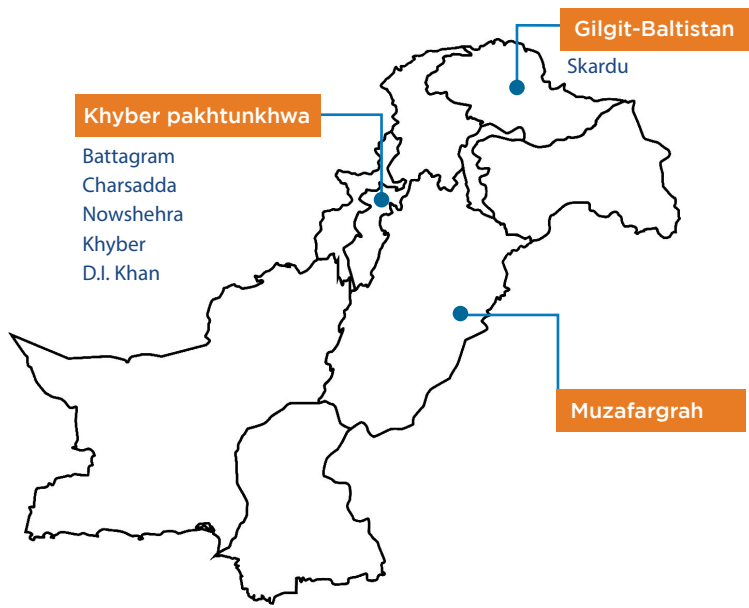 Gilgit-Baltistan
Skardu
Khyber pakhtunkhwa
Battagram
Charsadda
Nowshehra
Khyber
D.I. Khan
Muzafargrah